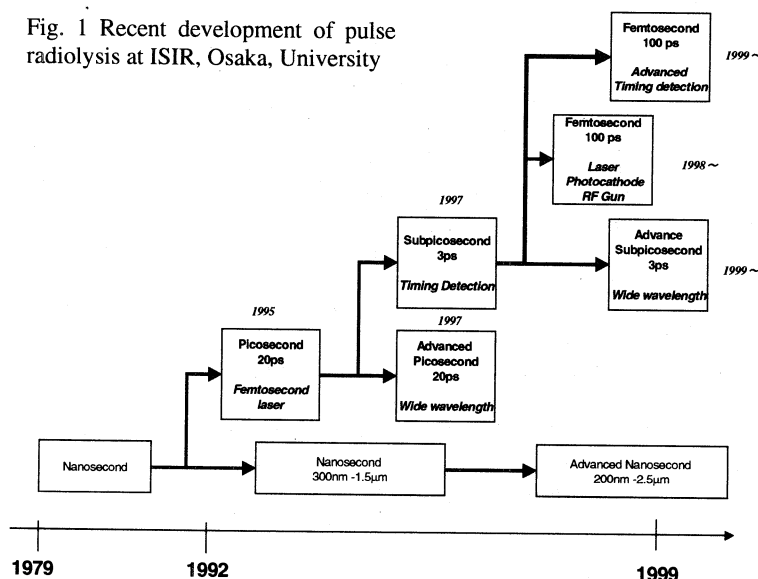 Fig. 1 Recent development of pulse
radiolysis at ISIR, Osaka, University
Femtosecond
100 ps
Advanced
Timing detection
1999~
Femtosecond
100 ps
Laser
Photocathode
RF Gun
1998~
1997
Subpicosecond
3ps
Timing Detection
Advance
Subpicosecond
3ps
Wide wavelength
1999~
1995
Picosecond
20ps
Femtosecond
laser
1997
Advanced
Picosecond
20ps
Wide wavelength
Nanosecond
Nanosecond
300nm -1.5μm
Advanced Nanosecond
200nm -2.5μm
1979
1992
1999